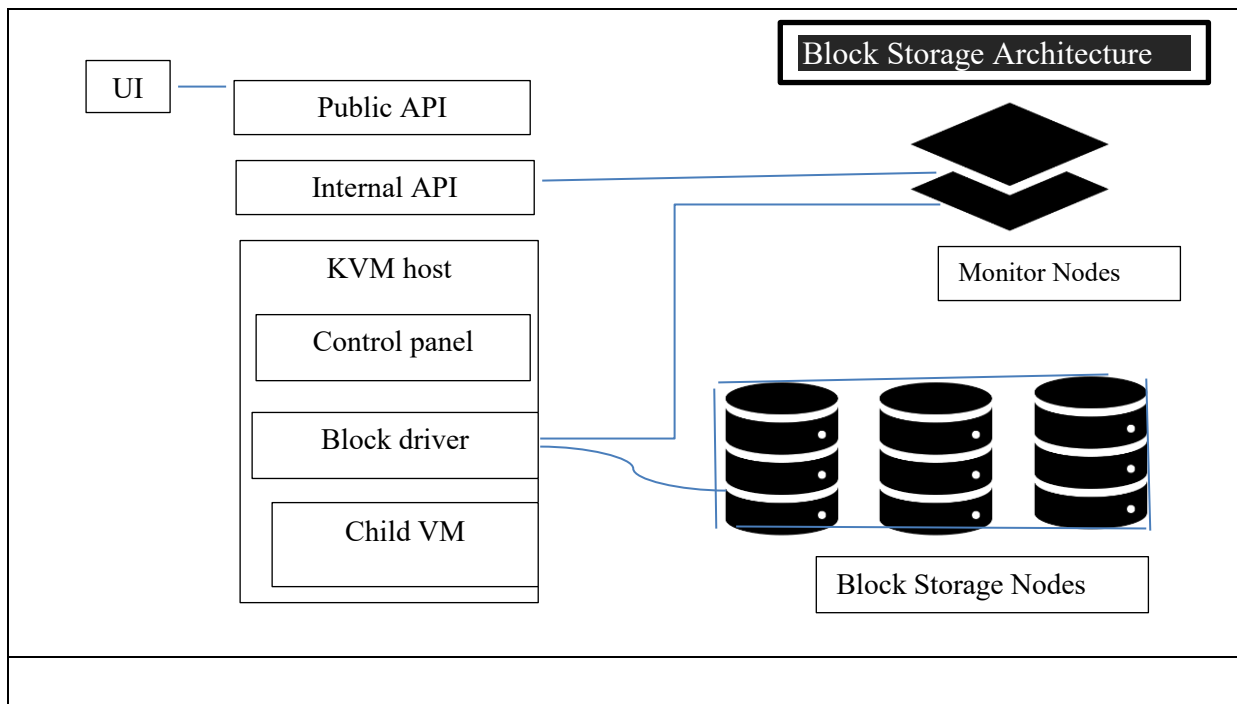 Block Storage Architecture
UI
Public API
Internal API
KVM host
Control panel
Block driver
Child VM
Monitor Nodes
Block Storage Nodes